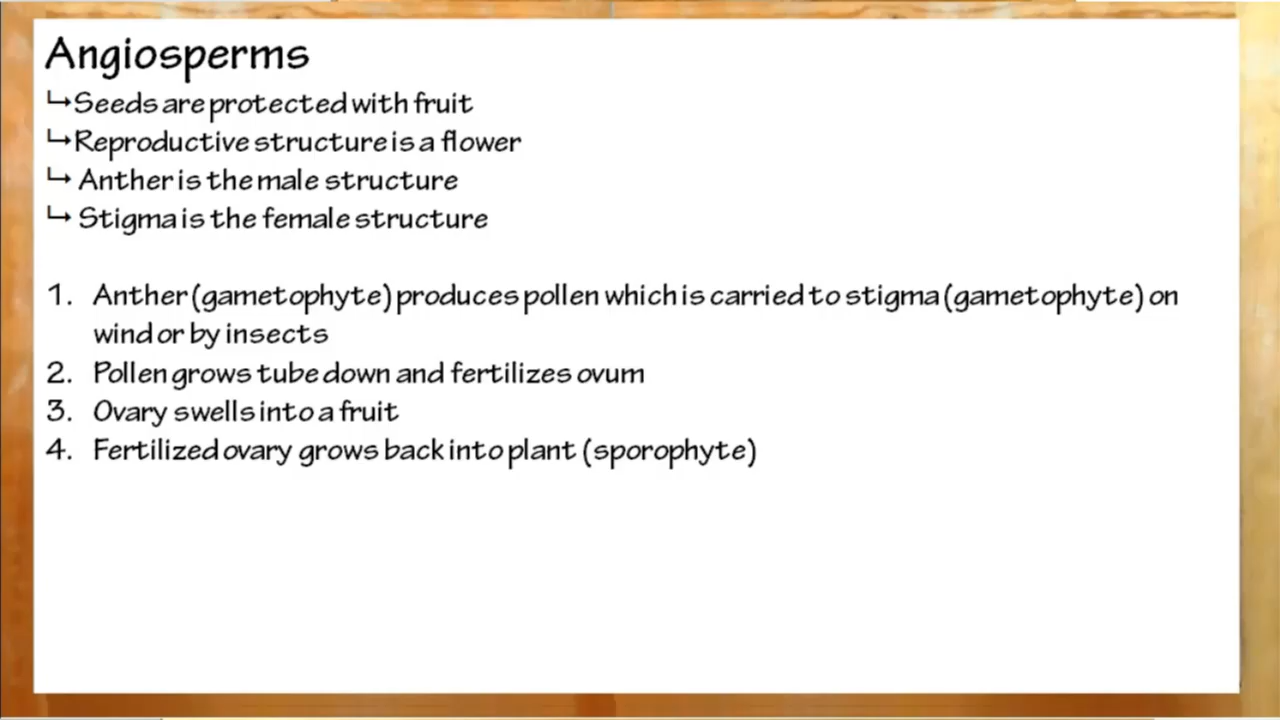 Angiosperms
↳Seeds are protected with fruit
↳Reproductive structure is a flower
↳ Anther is the male structure
↳ Stigma is the female structure
1. Anther (gametophyte) produces pollen which is carried to stigma (gametophyte) on
wind or by insects
2. Pollen grows tube down and fertilizes ovum
3. Ovary swells into a fruit
4. Fertilized ovary grows back into plant (sporophyte)